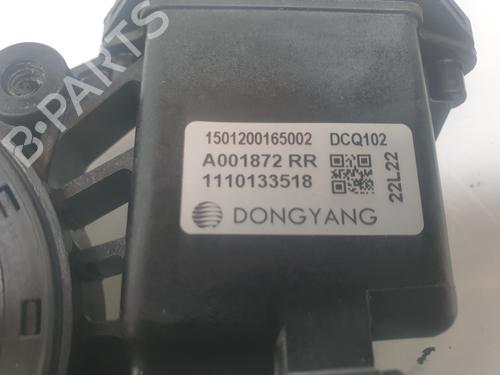 B-PARTS
1501200165002 DCQ102
A001872 RR
1110133518
22L22
DONGYANG